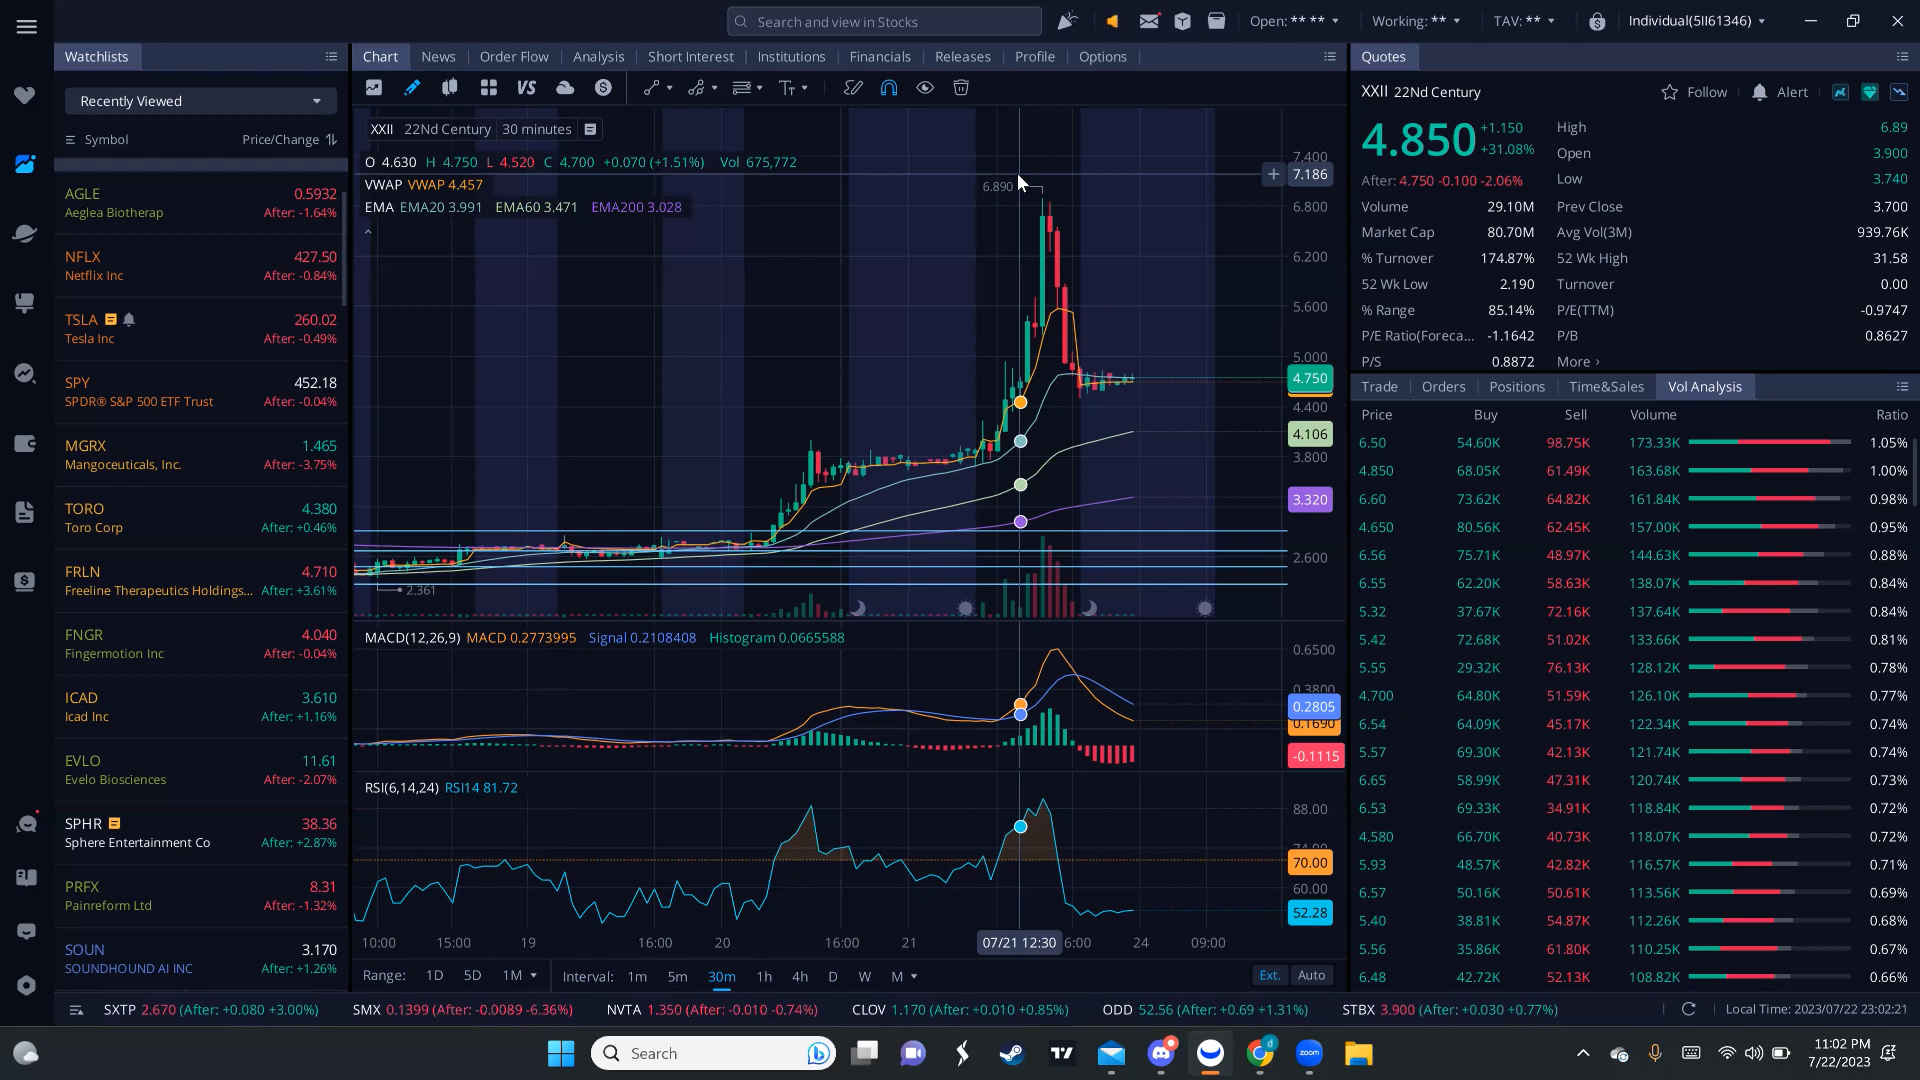 Search and view in Stocks
Open: ** **
Working: **
TAV: **
Individual(5II61346)
Watchlists
Chart News Order Flow Analysis Short Interest Institutions Financials Releases Profile Options
Quotes
Recently Viewed
Symbol Price/Change
AGLE 0.5932
Aeglea Biotherap After: -1.64%
NFLX 427.50
Netflix Inc After: -0.84%
TSLA 260.02
Tesla Inc After: -0.49%
SPY 452.18
SPDR® S&P 500 ETF Trust After: -0.04%
MGRX 1.465
Mangoceuticals, Inc. After: -3.75%
TORO 4.380
Toro Corp After: +0.46%
FRLN 4.710
Freeline Therapeutics Holdings... After: +3.61%
FNGR 4.040
Fingermotion Inc After: -0.04%
ICAD 3.610
Icad Inc After: +1.16%
EVLO 11.61
Evelo Biosciences After: -2.07%
SPHR 38.36
Sphere Entertainment Co After: +2.87%
PRFX 8.31
Painreform Ltd After: -1.32%
SOUN 3.170
SOUNDHOUND AI INC After: +1.26%
VS
Tт
XXII 22Nd Century 30 minutes
O 4.630 H 4.750 L 4.520 C 4.700 +0.070 (+1.51%) Vol 675,772
VWAP VWAP 4.457
EMA EMA20 3.991 EMA60 3.471 EMA200 3.028
6.890
2.361
7.400
7.186
6.800
6.200
5.600
5.000
4.750
4.400
4.106
3.800
3.320
2.600
MACD(12,26,9) MACD 0.2773995 Signal 0.2108408 Histogram 0.0665588
0.6500
0.3800
0.2805
0.1690
-0.1115
RSI(6,14,24) RSI14 81.72
88.00
74.00
70.00
60.00
52.28
10:00 15:00 19 16:00 20 16:00 21 07/21 12:30 6:00 24 09:00
Range: 1D 5D 1M Interval: 1m 5m 30m 1h 4h D W M Ext. Auto
XXII 22Nd Century Follow Alert
4.850 +1.150
+31.08%
After: 4.750 -0.100 -2.06%
High 6.89
Open 3.900
Low 3.740
Volume 29.10M Prev Close 3.700
Market Cap 80.70M Avg Vol(3M) 939.76K
% Turnover 174.87% 52 Wk High 31.58
52 Wk Low 2.190 Turnover 0.00
% Range 85.14% P/E(TTM) -0.9747
P/E Ratio(Foreca... -1.1642 P/B 0.8627
P/S 0.8872 More ›
Trade Orders Positions Time&Sales Vol Analysis
Price Buy Sell Volume Ratio
6.50 54.60K 98.75K 173.33K 1.05%
4.850 68.05K 61.49K 163.68K 1.00%
6.60 73.62K 64.82K 161.84K 0.98%
4.650 80.56K 62.45K 157.00K 0.95%
6.56 75.71K 48.97K 144.63K 0.88%
6.55 62.20K 58.63K 138.07K 0.84%
5.32 37.67K 72.16K 137.64K 0.84%
5.42 72.68K 51.02K 133.66K 0.81%
5.55 29.32K 76.13K 128.12K 0.78%
4.700 64.80K 51.59K 126.10K 0.77%
6.54 64.09K 45.17K 122.34K 0.74%
5.57 69.30K 42.13K 121.74K 0.74%
6.65 58.99K 47.31K 120.74K 0.73%
6.53 69.33K 34.91K 118.84K 0.72%
4.580 66.70K 40.73K 118.07K 0.72%
5.93 48.57K 42.82K 116.57K 0.71%
6.57 50.16K 50.61K 113.56K 0.69%
5.40 38.81K 54.87K 112.26K 0.68%
5.56 35.86K 61.80K 110.25K 0.67%
6.48 42.72K 52.13K 108.82K 0.66%
SXTP 2.670 (After: +0.080 +3.00%) SMX 0.1399 (After: -0.0089 -6.36%) NVTA 1.350 (After: -0.010 -0.74%) CLOV 1.170 (After: +0.010 +0.85%) ODD 52.56 (After: +0.69 +1.31%) STBX 3.900 (After: +0.030 +0.77%) Local Time: 2023/07/22 23:02:21
Search
zoom
11:02 PM
7/22/2023